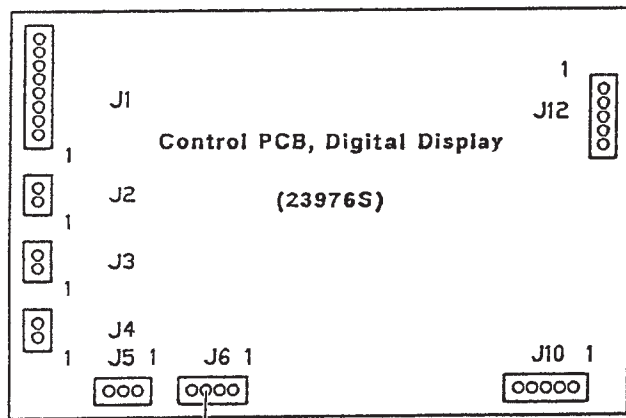 J1
1
J12
Control PCB, Digital Display
1
J2
(23976S)
1
J3
1
J4
1
J5 1
J6 1
J10 1